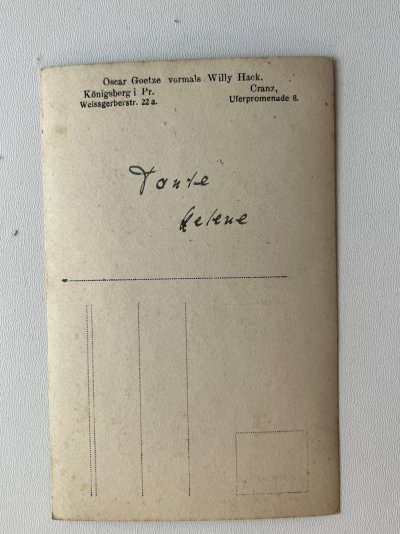 Oscar Goetze vormals Willy Hack.
Königsberg i Pr.
Weissgerberstr. 22 a.
Cranz,
Uferpromenade 8.
Tante
Helene